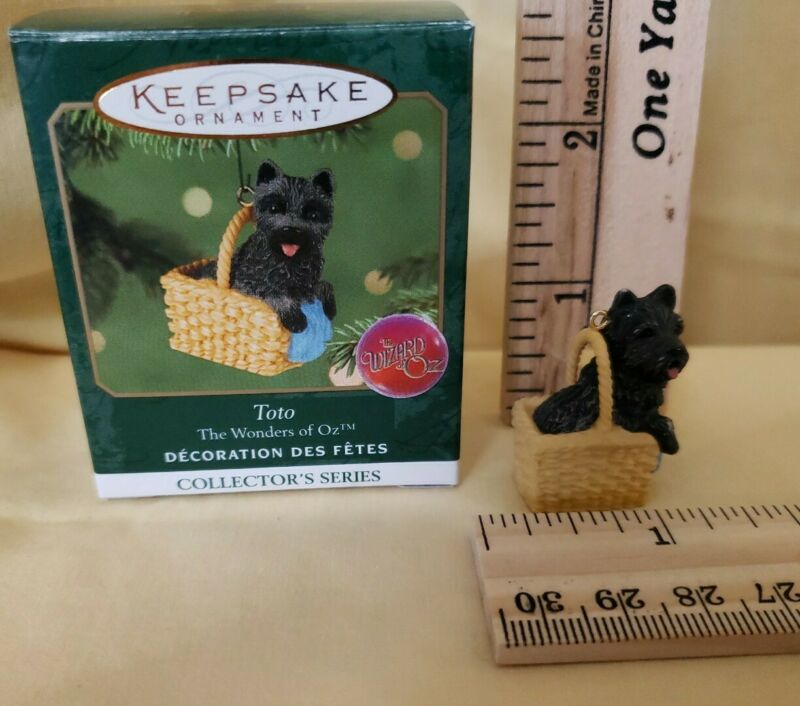 KEEPSAKE
ORNAMENT
THE
WIZARD
OF
OZ
Toto
The Wonders of Oz™
DÉCORATION DES FÊTES
COLLECTOR'S SERIES
Made in Chin
One Ya
2
1
1
30 29 28 27